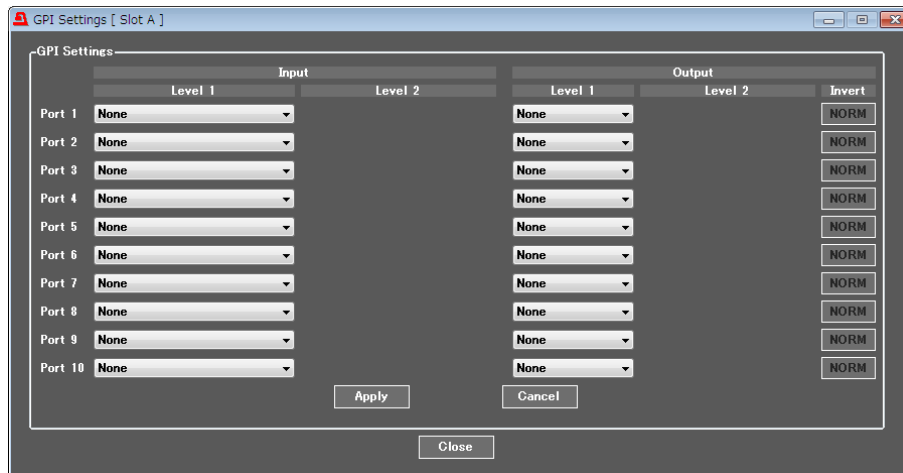 GPI Settings [ Slot A ]
GPI Settings
Input Output
Level 1 Level 2 Level 1 Level 2 Invert
Port 1 None None NORM
Port 2 None None NORM
Port 3 None None NORM
Port 4 None None NORM
Port 5 None None NORM
Port 6 None None NORM
Port 7 None None NORM
Port 8 None None NORM
Port 9 None None NORM
Port 10 None None NORM
Apply Cancel
Close